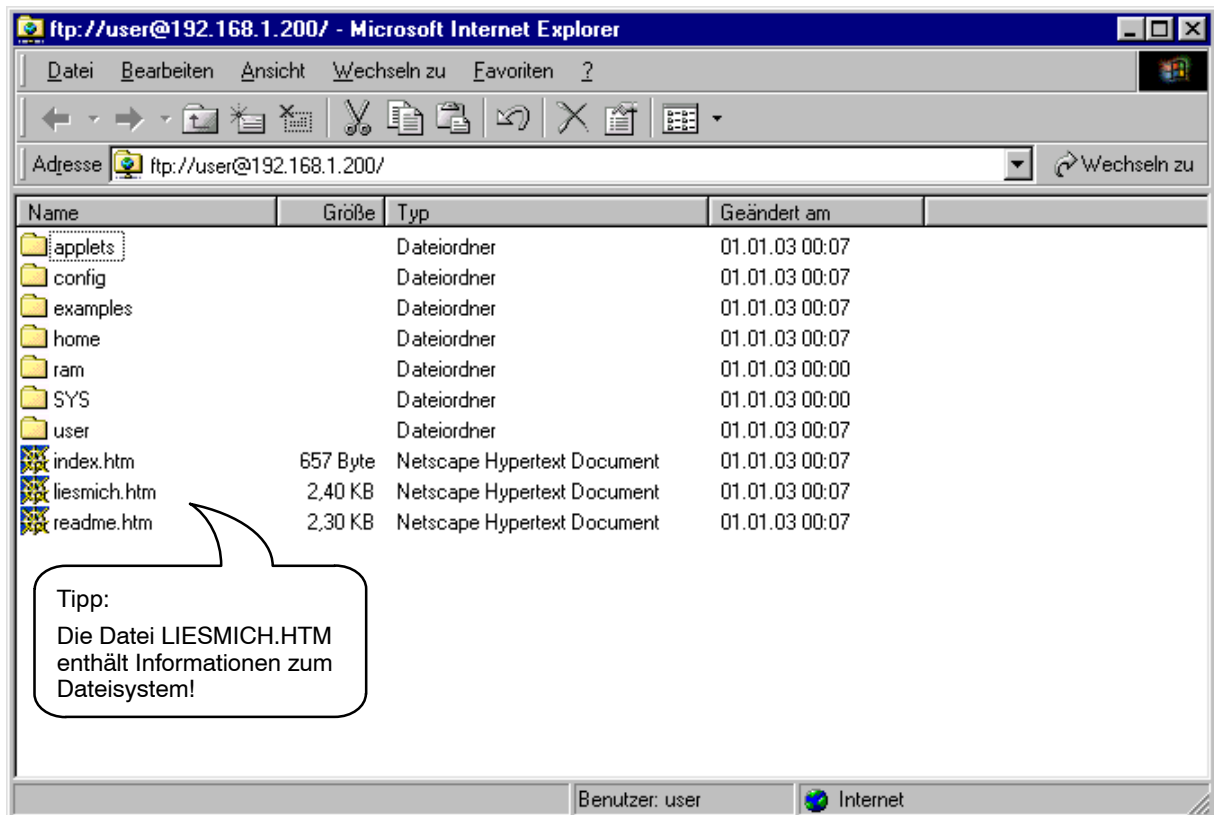 ftp://user@192.168.1.200/ - Microsoft Internet Explorer
Datei Bearbeiten Ansicht Wechseln zu Favoriten ?
Adresse ftp://user@192.168.1.200/ Wechseln zu
Name Größe Typ Geändert am
applets Dateiordner 01.01.03 00:07
config Dateiordner 01.01.03 00:07
examples Dateiordner 01.01.03 00:07
home Dateiordner 01.01.03 00:07
ram Dateiordner 01.01.03 00:00
SYS Dateiordner 01.01.03 00:00
user Dateiordner 01.01.03 00:07
index.htm 657 Byte Netscape Hypertext Document 01.01.03 00:07
liesmich.htm 2,40 KB Netscape Hypertext Document 01.01.03 00:07
readme.htm 2,30 KB Netscape Hypertext Document 01.01.03 00:07
Tipp:
Die Datei LIESMICH.HTM
enthält Informationen zum
Dateisystem!
Benutzer: user Internet